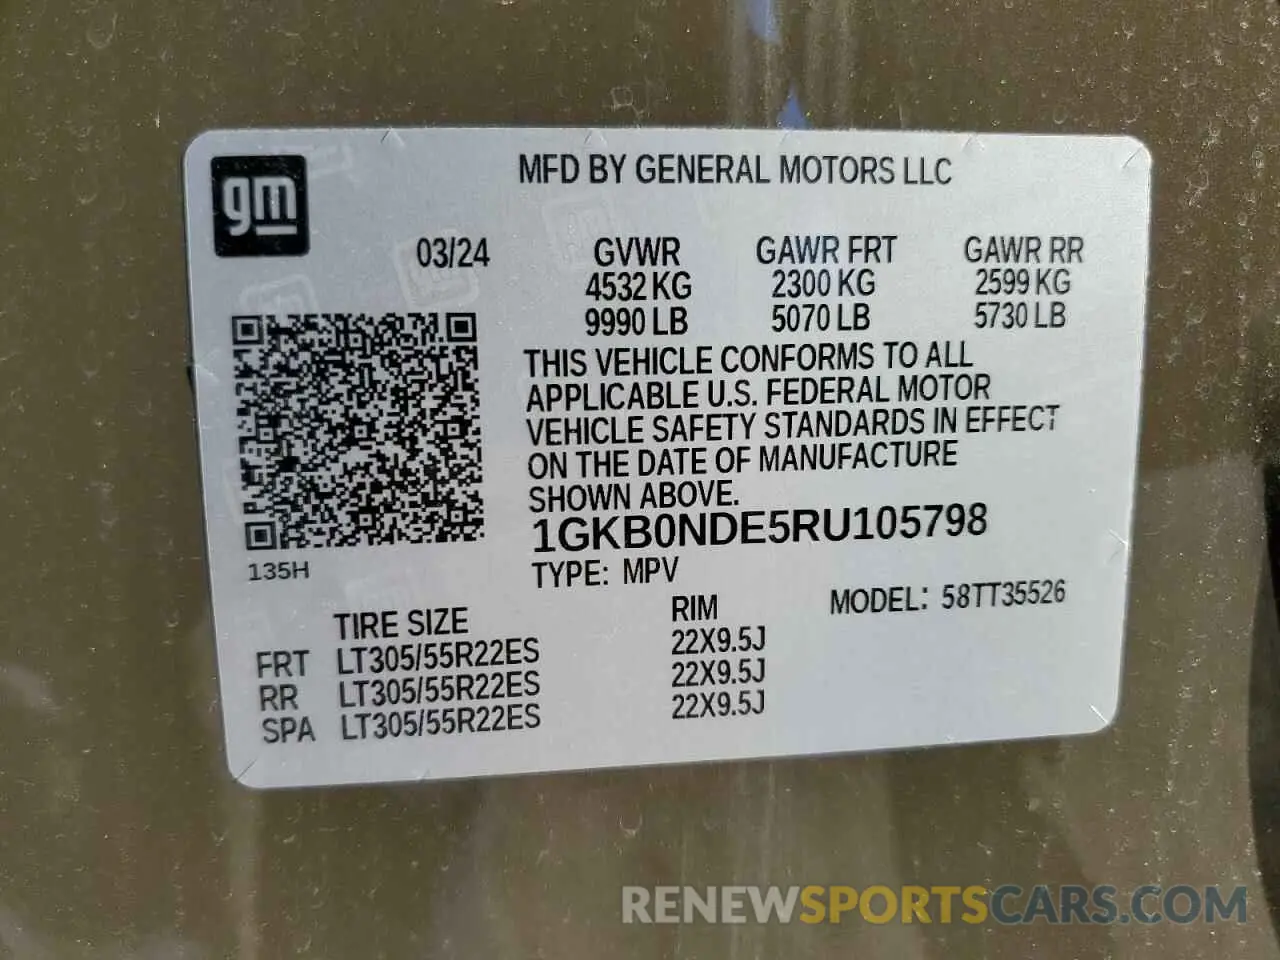 gm
MFD BY GENERAL MOTORS LLC
03/24 GVWR GAWR FRT GAWR RR
4532 KG 2300 KG 2599 KG
9990 LB 5070 LB 5730 LB
THIS VEHICLE CONFORMS TO ALL
APPLICABLE U.S. FEDERAL MOTOR
VEHICLE SAFETY STANDARDS IN EFFECT
ON THE DATE OF MANUFACTURE
SHOWN ABOVE.
1GKB0NDE5RU105798
135H
TYPE: MPV MODEL: 58TT35526
TIRE SIZE RIM
FRT LT305/55R22ES 22X9.5J
RR LT305/55R22ES 22X9.5J
SPA LT305/55R22ES 22X9.5J
RENEWSPORTSCARS.COM